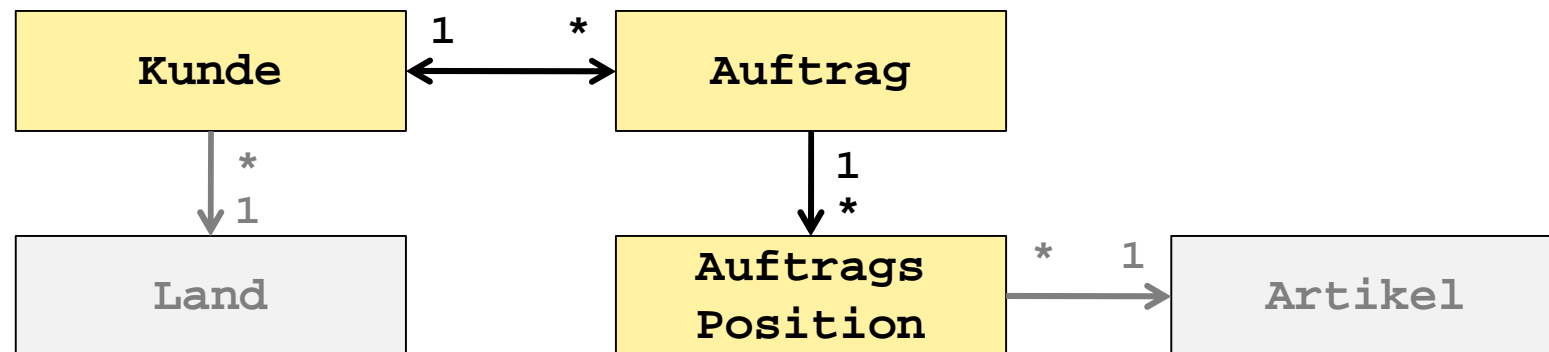 1 *
Kunde
Auftrag
*
1
1
*
Land
Auftrags
Position
* 1
Artikel